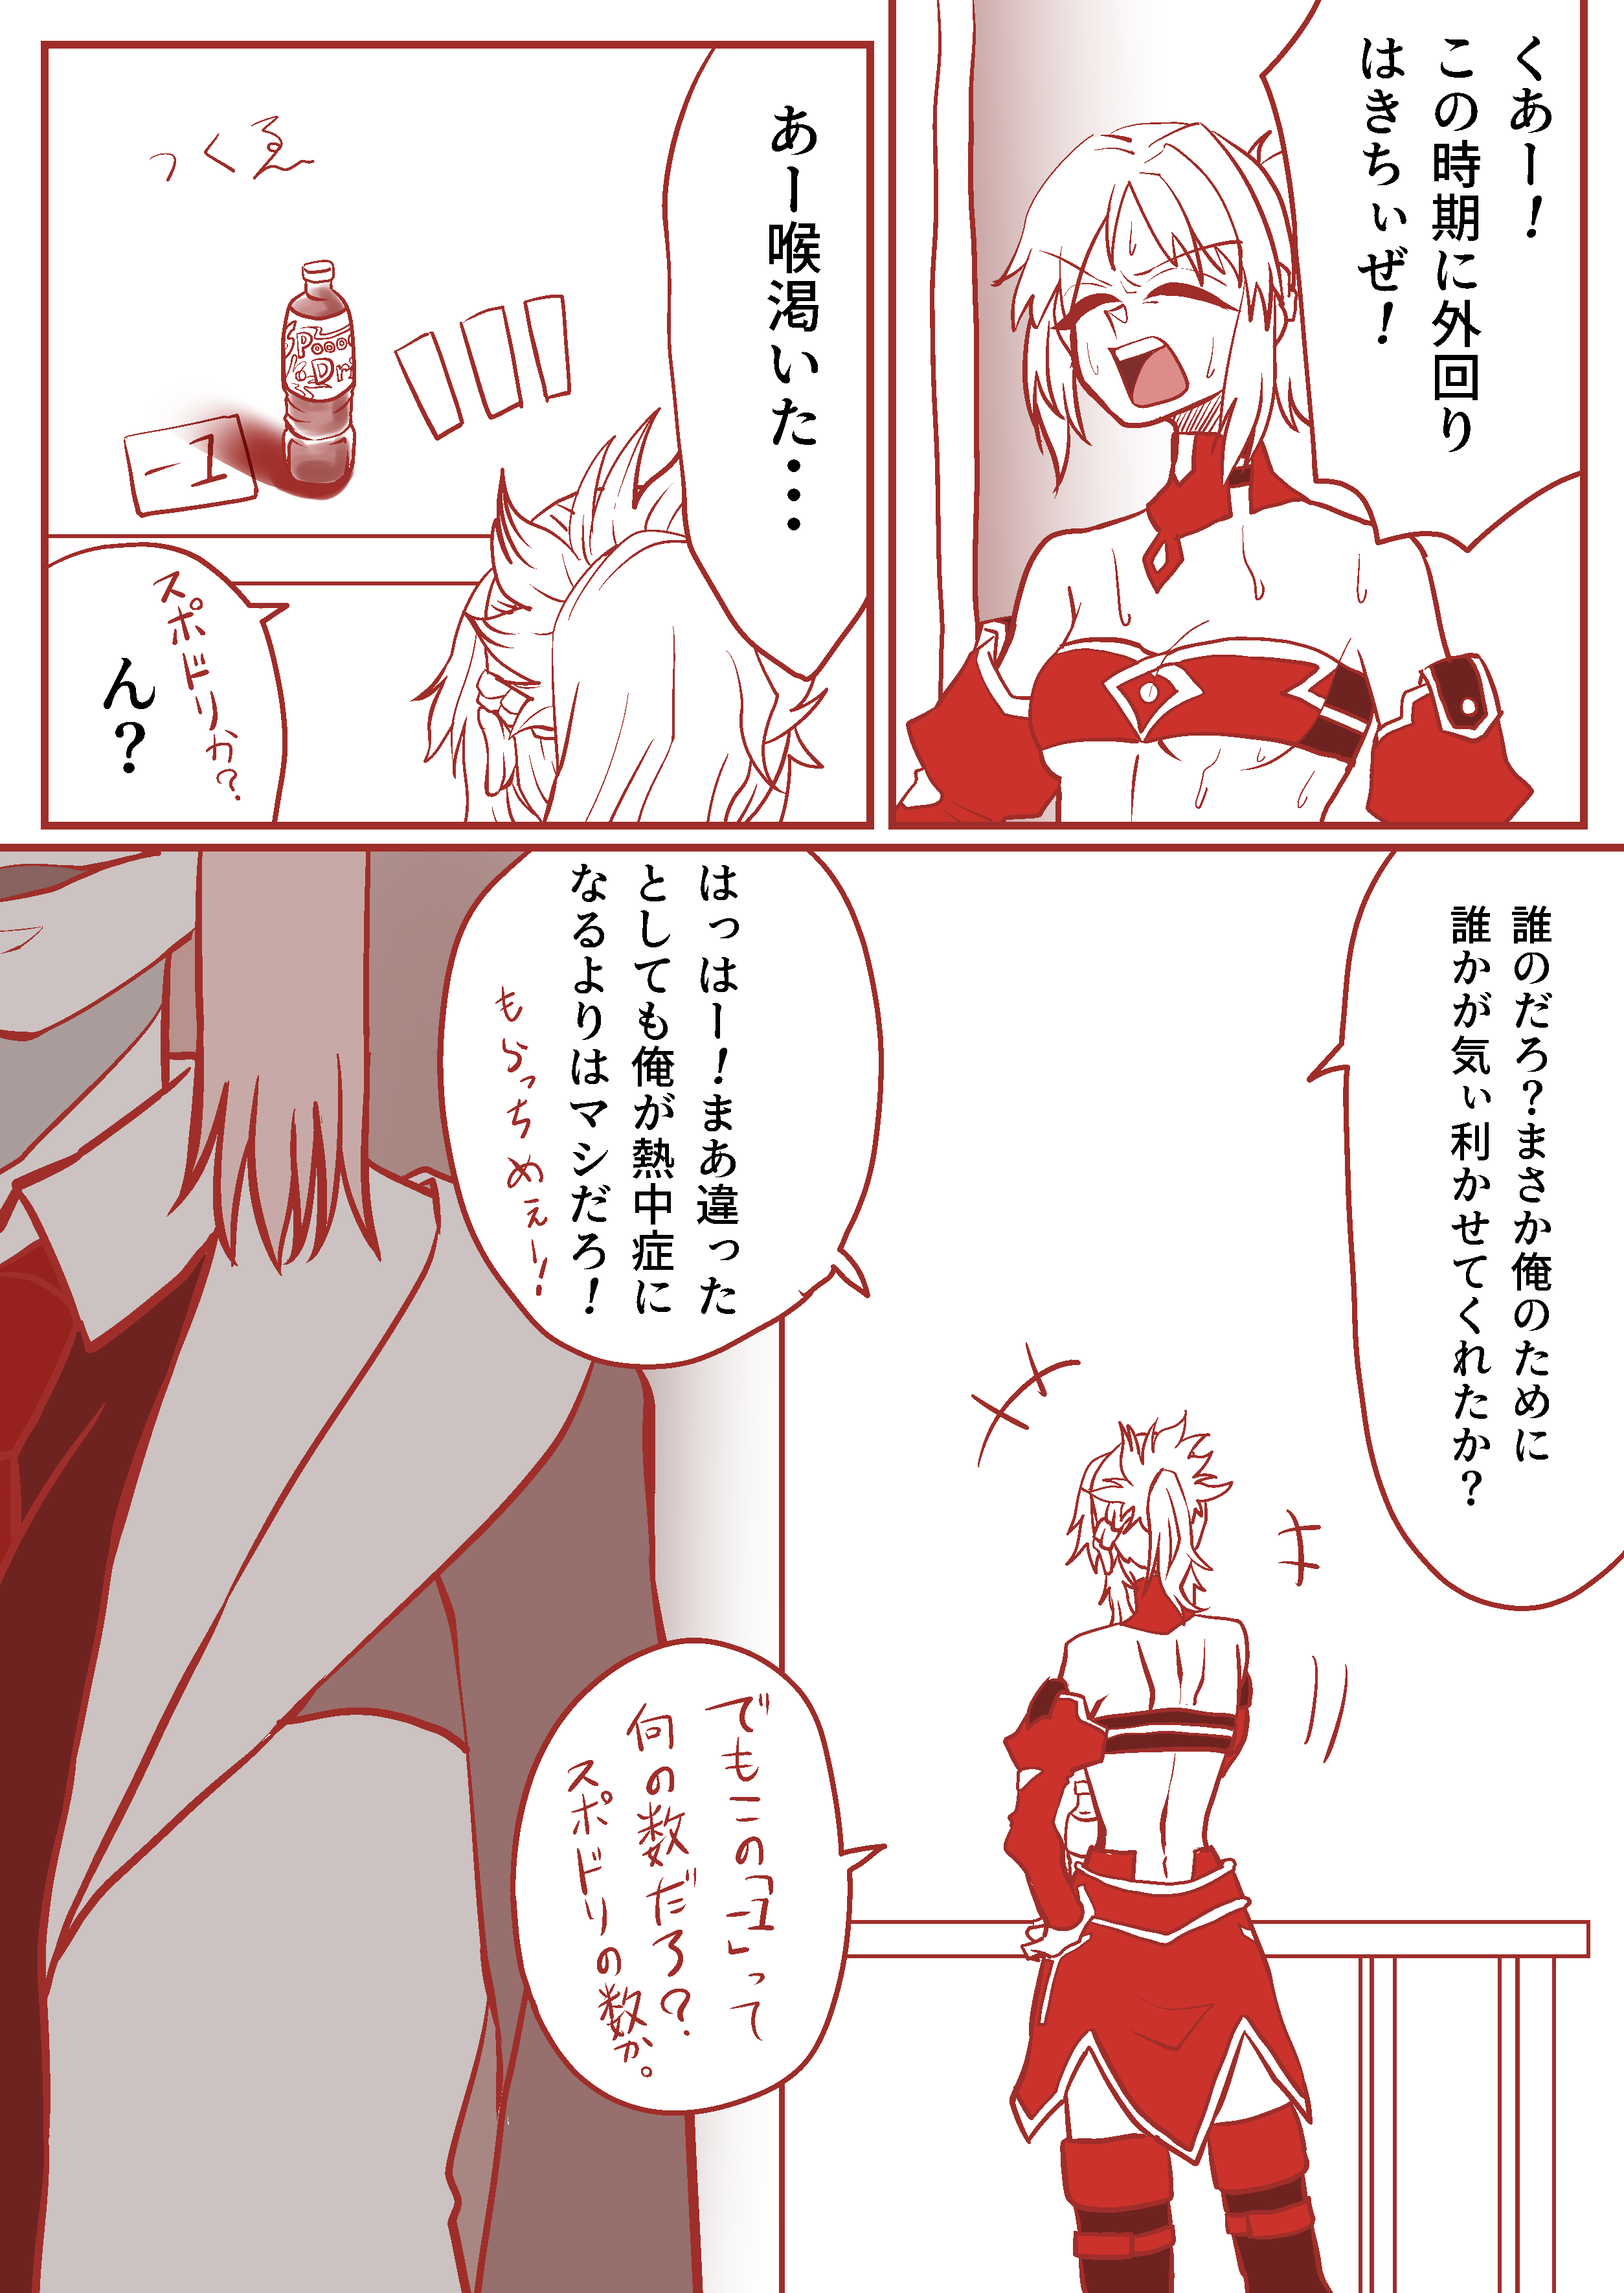 くあー！
この時期に外回り
はきちぃぜ！
あー喉渇いた…
つくゑ
Spooo
Dri
-1
スポドリか？
ん？
誰のだろ？まさか俺のために
誰かが気ぃ利かせてくれたか？
はっはー！まあ違った
としても俺が熱中症に
なるよりはマシだろ！
もらっちめぇー！
でもこの「-1」って
何の数だろ？
スポドリの数か。